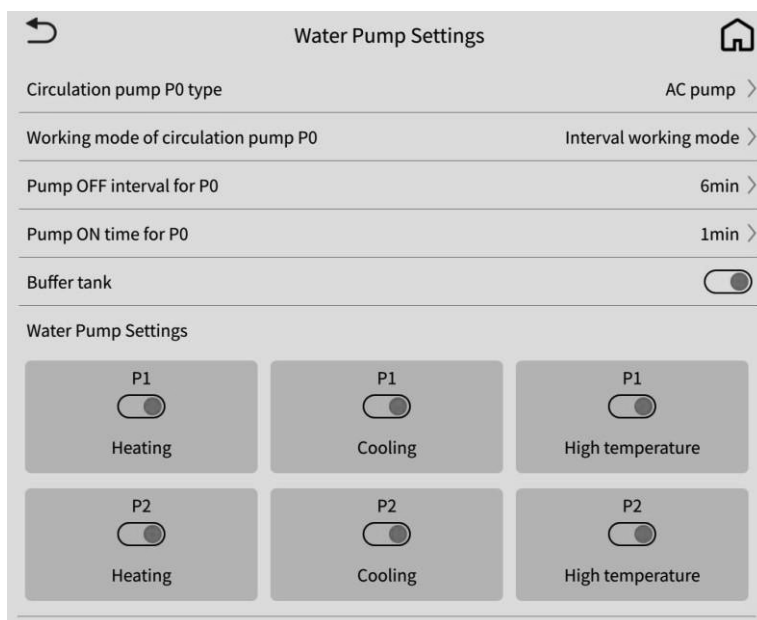 Water Pump Settings
Circulation pump P0 type AC pump
Working mode of circulation pump P0 Interval working mode
Pump OFF interval for P0 6min
Pump ON time for P0 1min
Buffer tank
Water Pump Settings
P1 P1 P1
Heating Cooling High temperature
P2 P2 P2
Heating Cooling High temperature